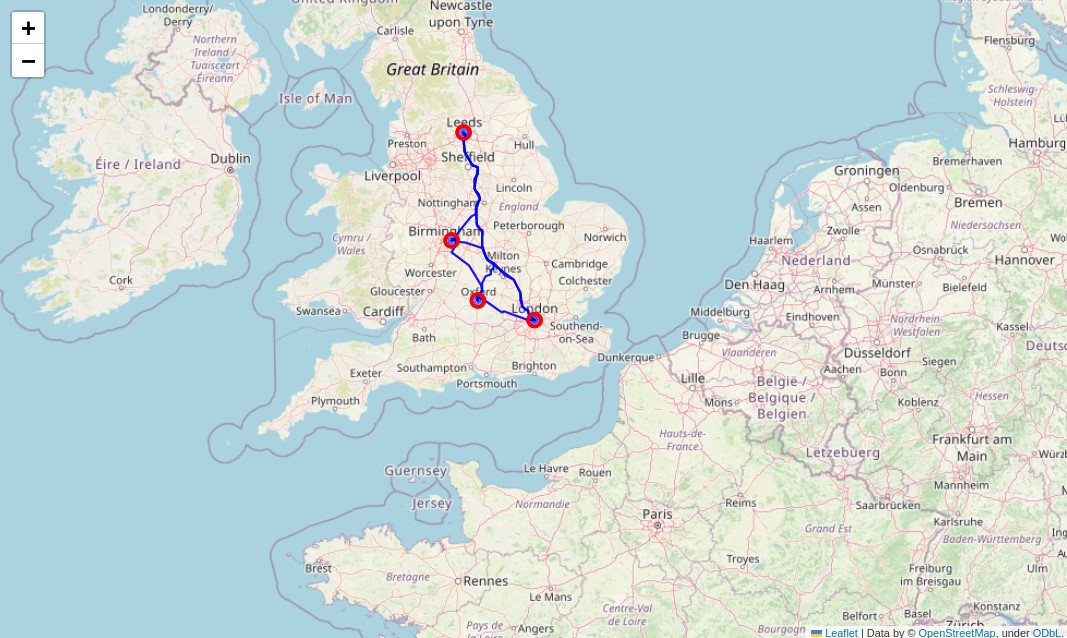 United Kingdom
Newcastle
upon Tyne
Londonderry/
Derry
Carlisle
Northern
Ireland /
Tuaisceart
Éireann
Great Britain
Isle of Man
Leeds
Preston
Hull
Sheffield
Éire / Ireland
Dublin
Liverpool
Lincoln
Nottingham
England
Birmingham
Peterborough
Norwich
Cymru /
Wales
Milton
Keynes
Cambridge
Worcester
Colchester
Cork
Gloucester
Oxford
Swansea
Cardiff
London
Southend-
on-Sea
Bath
Exeter
Southampton
Brighton
Portsmouth
Plymouth
Dunkerque
Flensburg
Schleswig-
Holstein
Hamburg
Groningen
Bremerhaven
Oldenburg
Assen
Bremen
Zwolle
Niedersachsen
Haarlem
Nederland
Osnabrück
Hannover
Den Haag
Arnhem
Münster
Bielefeld
Middelburg
Eindhoven
Nordrhein-
Westfalen
Kassel
Brugge
Vlaanderen
Düsseldorf
Siegen
Aachen
Bonn
Lille
België /
Belgique /
Belgien
Mons
Koblenz
Hessen
Hauts-de-
France
Frankfurt am
Main
Lëtzebuerg
Guernsey
Le Havre
Rouen
Mannheim
Jersey
Normandie
Reims
Saarbrücken
Paris
Karlsruhe
Grand Est
Baden-Württemberg
Brest
Bretagne
Rennes
Troyes
Freiburg
im Breisgau
Ulm
Le Mans
Centre-Val
de Loire
Belfort
Basel
Konstanz
Pays de
la Loire
Angers
Zürich
+
−
Leaflet | Data by © OpenStreetMap, under ODbL.